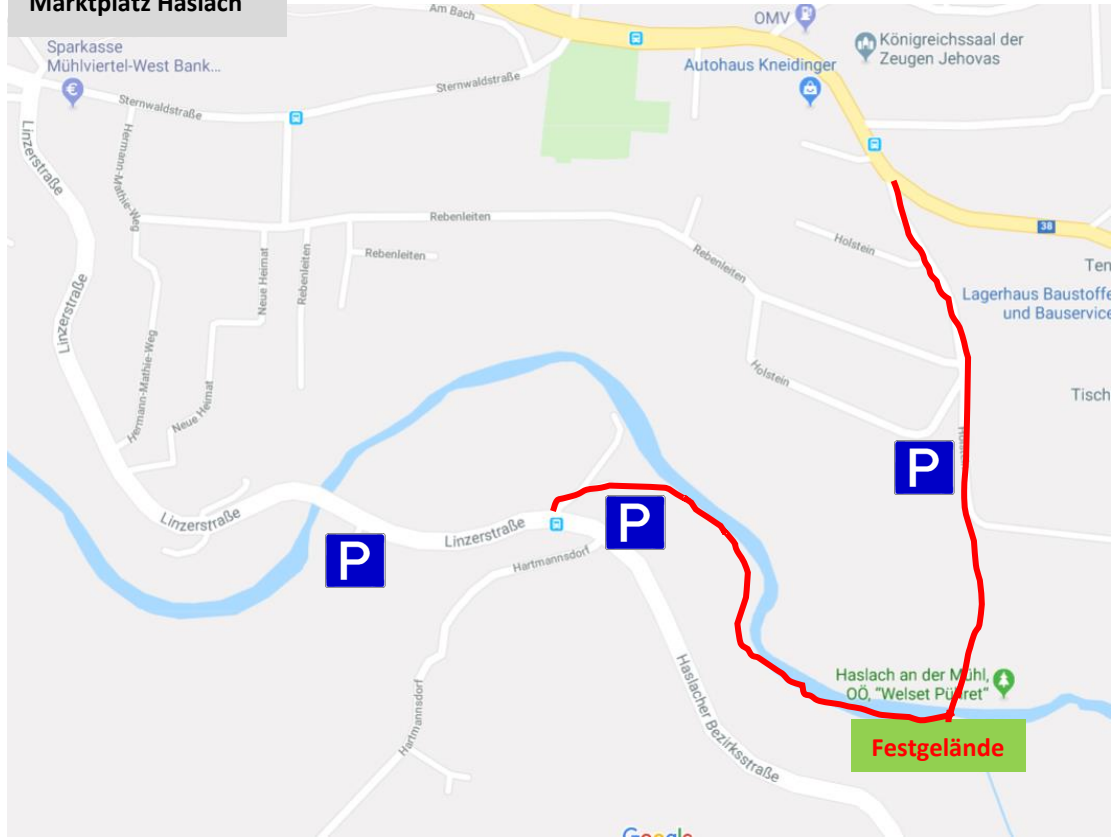 Marktplatz Haslach
Am Bach
OMV
Sparkasse
Mühlviertel-West Bank...
Königreichssaal der
Zeugen Jehovas
Autohaus Kneidinger
Sternwaldstraße
Sternwaldstraße
Linzerstraße
Hermann-Mathie-Weg
Rebenleiten
38
Holstein
Rebenleiten
Neue Heimat
Rebenleiten
Rebenleiten
Ten
Linzerstraße
Lagerhaus Baustoffe
und Bauservice
Hermann-Mathie-Weg
Neue Heimat
Holstein
Tisch
P
Linzerstraße
Linzerstraße
P
P
Hartmannsdorf
Haslach an der Mühl,
OÖ, "Welset Pühret"
Haslacher Bezirksstraße
Hartmannsdorf
Festgelände
Google